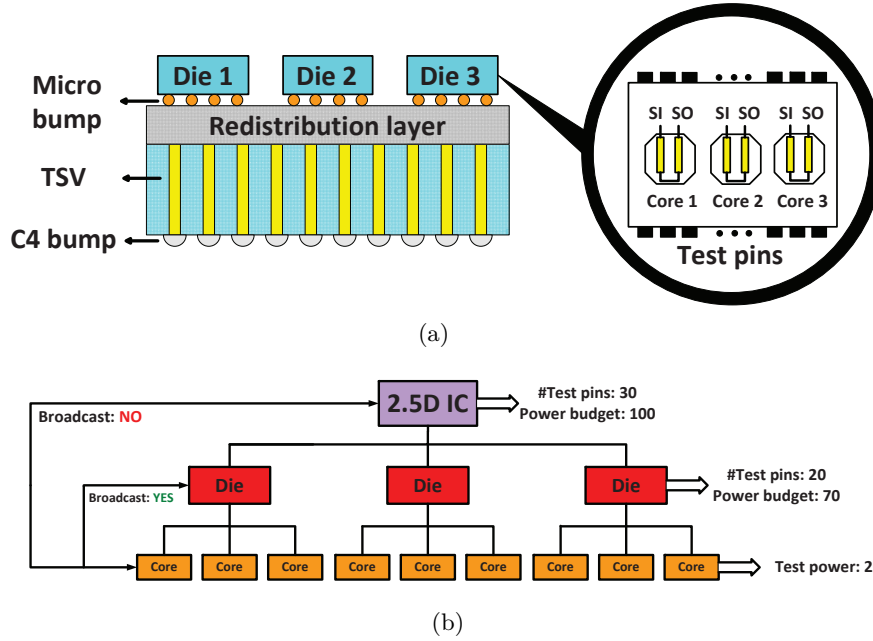 Die 1 Die 2 Die 3
Micro
bump
Redistribution layer
TSV
C4 bump
SI SO SI SO SI SO
Core 1 Core 2 Core 3
Test pins
(a)
2.5D IC
#Test pins: 30
Power budget: 100
Broadcast: NO
Broadcast: YES
Die Die Die
#Test pins: 20
Power budget: 70
Core Core Core Core Core Core Core Core Core
Test power: 2
(b)